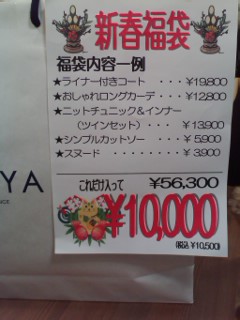 新春福袋
福袋内容一例
★ライナー付きコート ・・・¥19,800
★おしゃれロングカーデ ・・・¥12,800
★ニットチュニック&インナー
(ツインセット) ・・・¥13,900
★シンプルカットソー ・・・¥5,900
★スヌード ・・・・・¥3,900
これだけ入って ¥56,300
¥10,000
(税込 ¥10,500)
YA